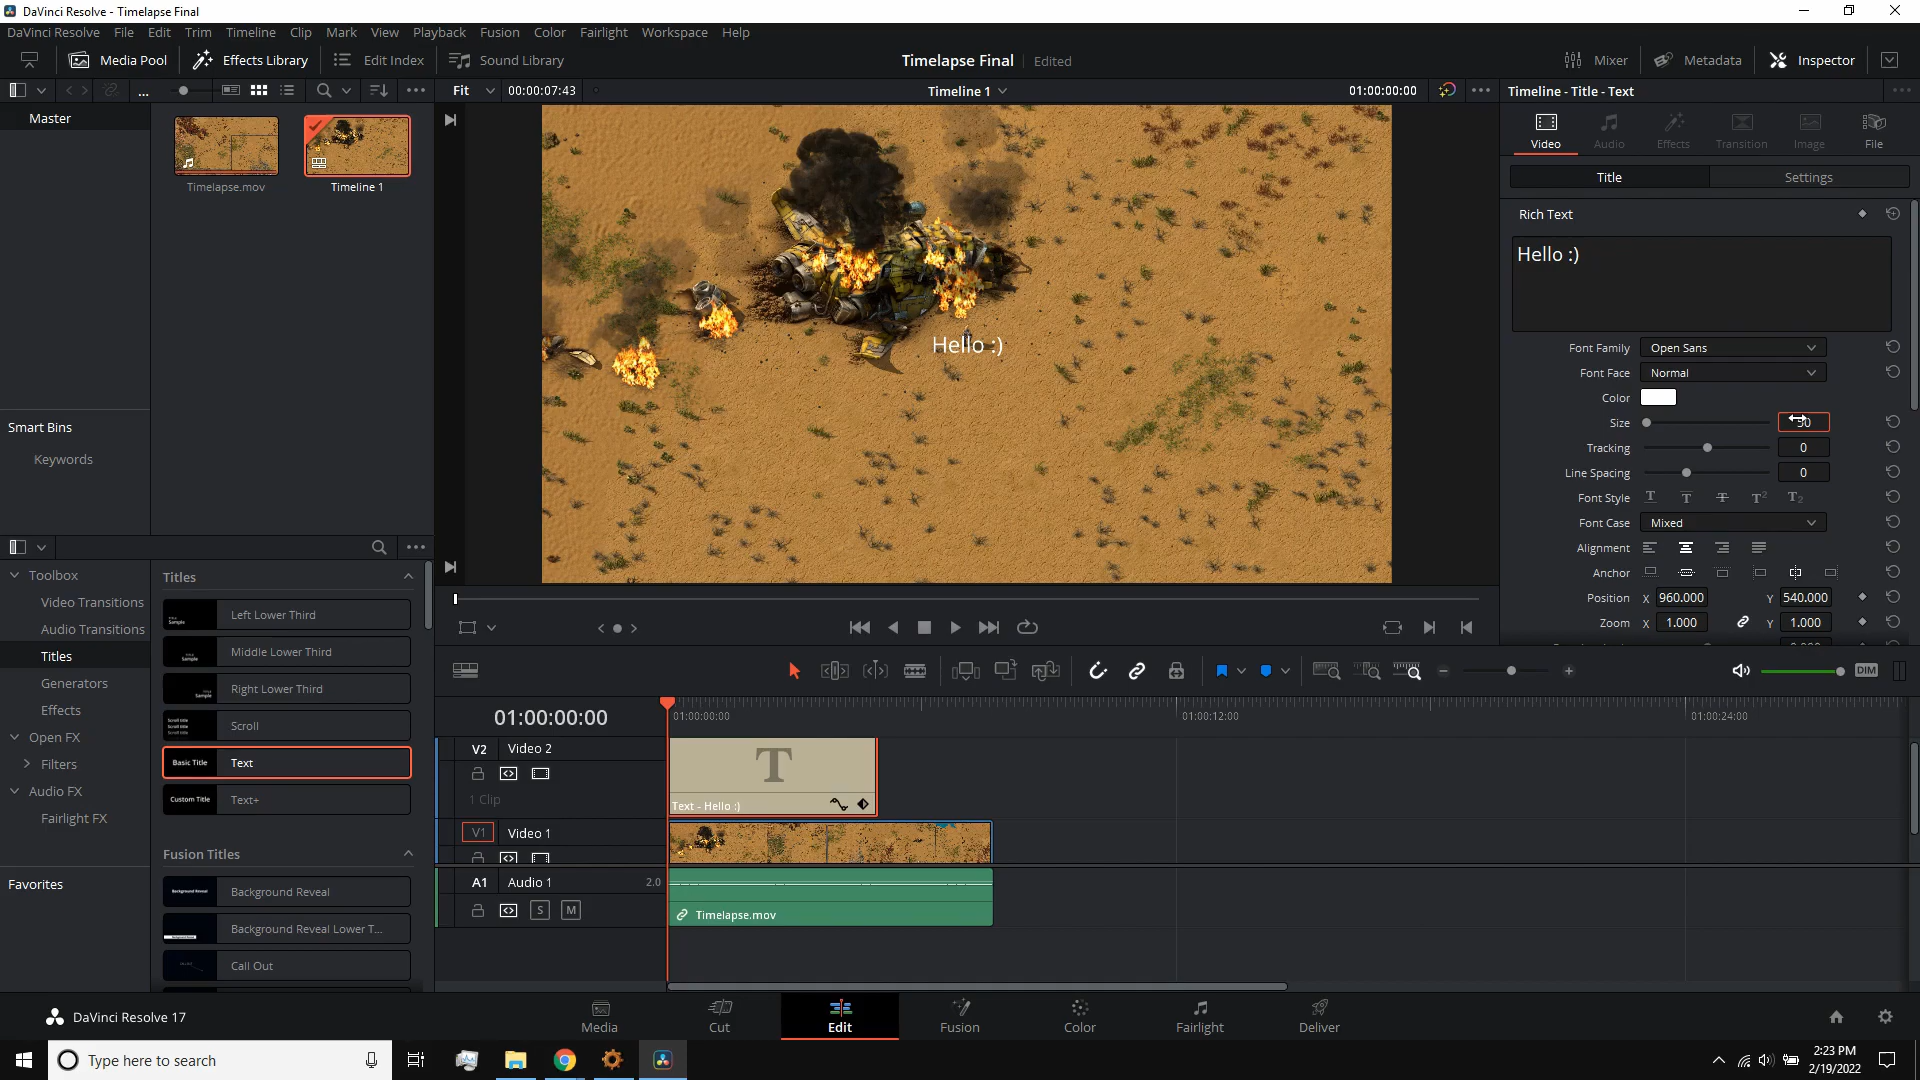 DaVinci Resolve - Timelapse Final
DaVinci Resolve File Edit Trim Timeline Clip Mark View Playback Fusion Color Fairlight Workspace Help
Media Pool Effects Library Edit Index Sound Library Timelapse Final Edited Mixer Metadata Inspector
... Fit 00:00:07:43 Timeline 1 01:00:00:00 Timeline - Title - Text
Master
Timelapse.mov Timeline 1
Smart Bins
Keywords
Hello :)
Video Audio Effects Transition Image File
Title Settings
Rich Text
Hello :)
Font Family Open Sans
Font Face Normal
Color
Size 50
Tracking 0
Line Spacing 0
Font Style T T T T² T₂
Font Case Mixed
Alignment
Anchor
Position X 960.000 Y 540.000
Zoom X 1.000 Y 1.000
Toolbox
Video Transitions
Audio Transitions
Titles
Generators
Effects
Open FX
Filters
Audio FX
Fairlight FX
Favorites
Titles
Left Lower Third
Middle Lower Third
Right Lower Third
Scroll
Basic Title Text
Custom Title Text+
Fusion Titles
Background Reveal Background Reveal
Background Reveal Lower T...
Call Out
DIM
01:00:00:00 01:00:00:00 01:00:12:00 01:00:24:00
V2 Video 2
1 Clip
T
Text - Hello :)
V1 Video 1
A1 Audio 1 2.0
S M
Timelapse.mov
DaVinci Resolve 17 Media Cut Edit Fusion Color Fairlight Deliver
Type here to search
2:23 PM
2/19/2022